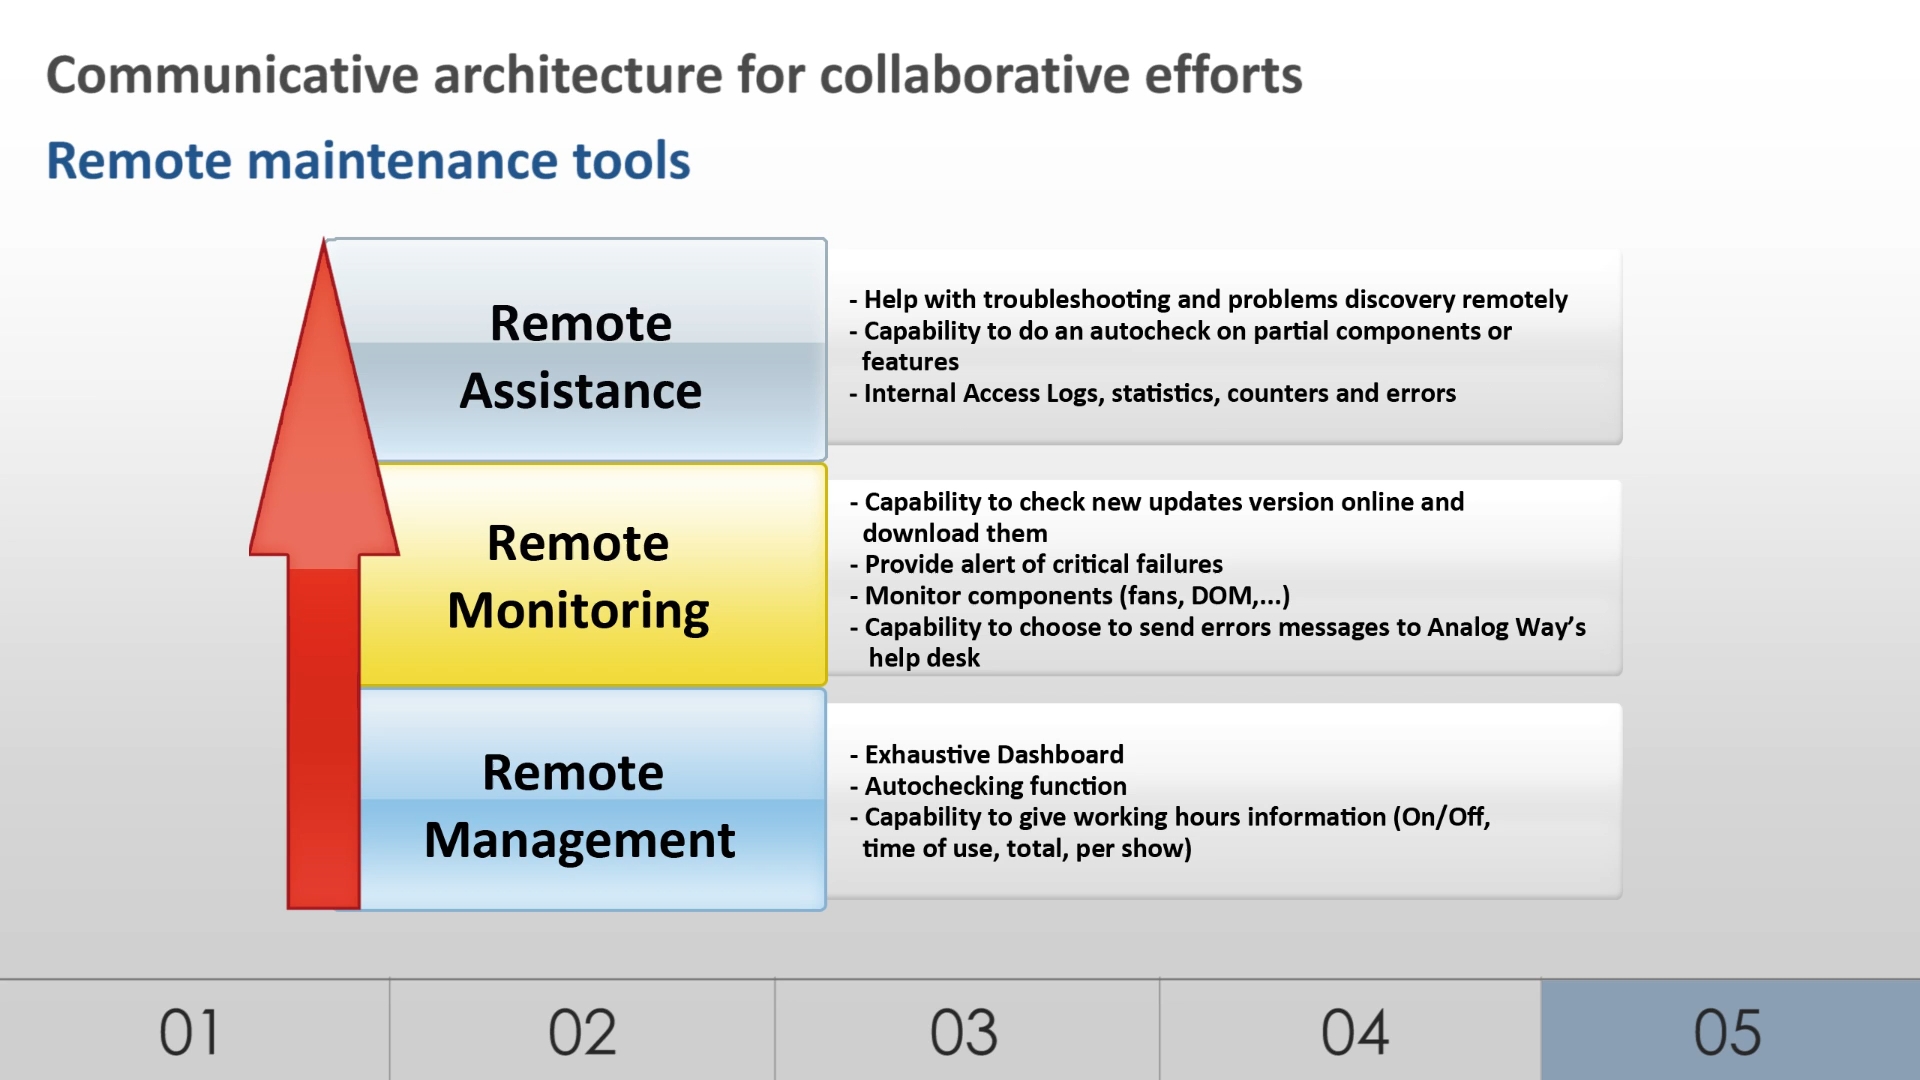 Communicative architecture for collaborative efforts
Remote maintenance tools
Remote
Assistance
- Help with troubleshooting and problems discovery remotely
- Capability to do an autocheck on partial components or
features
- Internal Access Logs, statistics, counters and errors
Remote
Monitoring
- Capability to check new updates version online and
download them
- Provide alert of critical failures
- Monitor components (fans, DOM,...)
- Capability to choose to send errors messages to Analog Way’s
help desk
Remote
Management
- Exhaustive Dashboard
- Autochecking function
- Capability to give working hours information (On/Off,
time of use, total, per show)
01 02 03 04 05